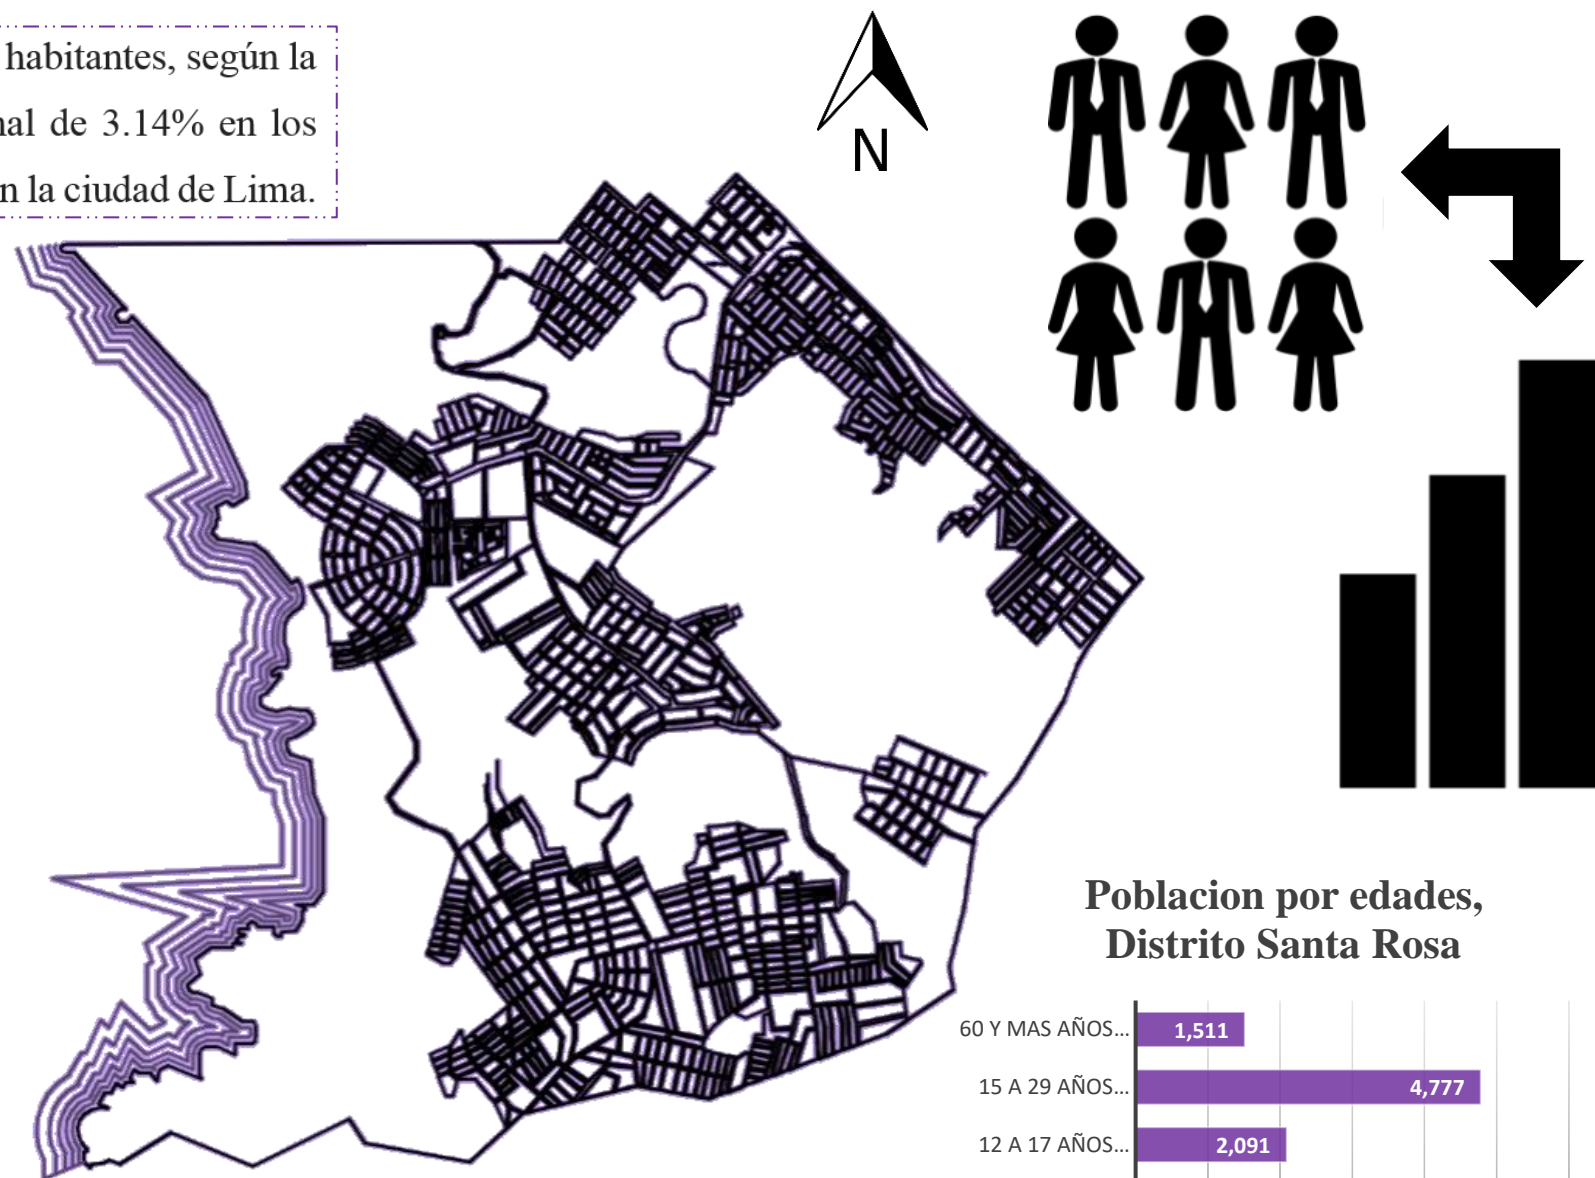 habitantes, según la
de 3.14% en los
la ciudad de Lima.
N
Poblacion por edades,
Distrito Santa Rosa
60 Y MAS AÑOS... 1,511
15 A 29 AÑOS... 4,777
12 A 17 AÑOS... 2,091